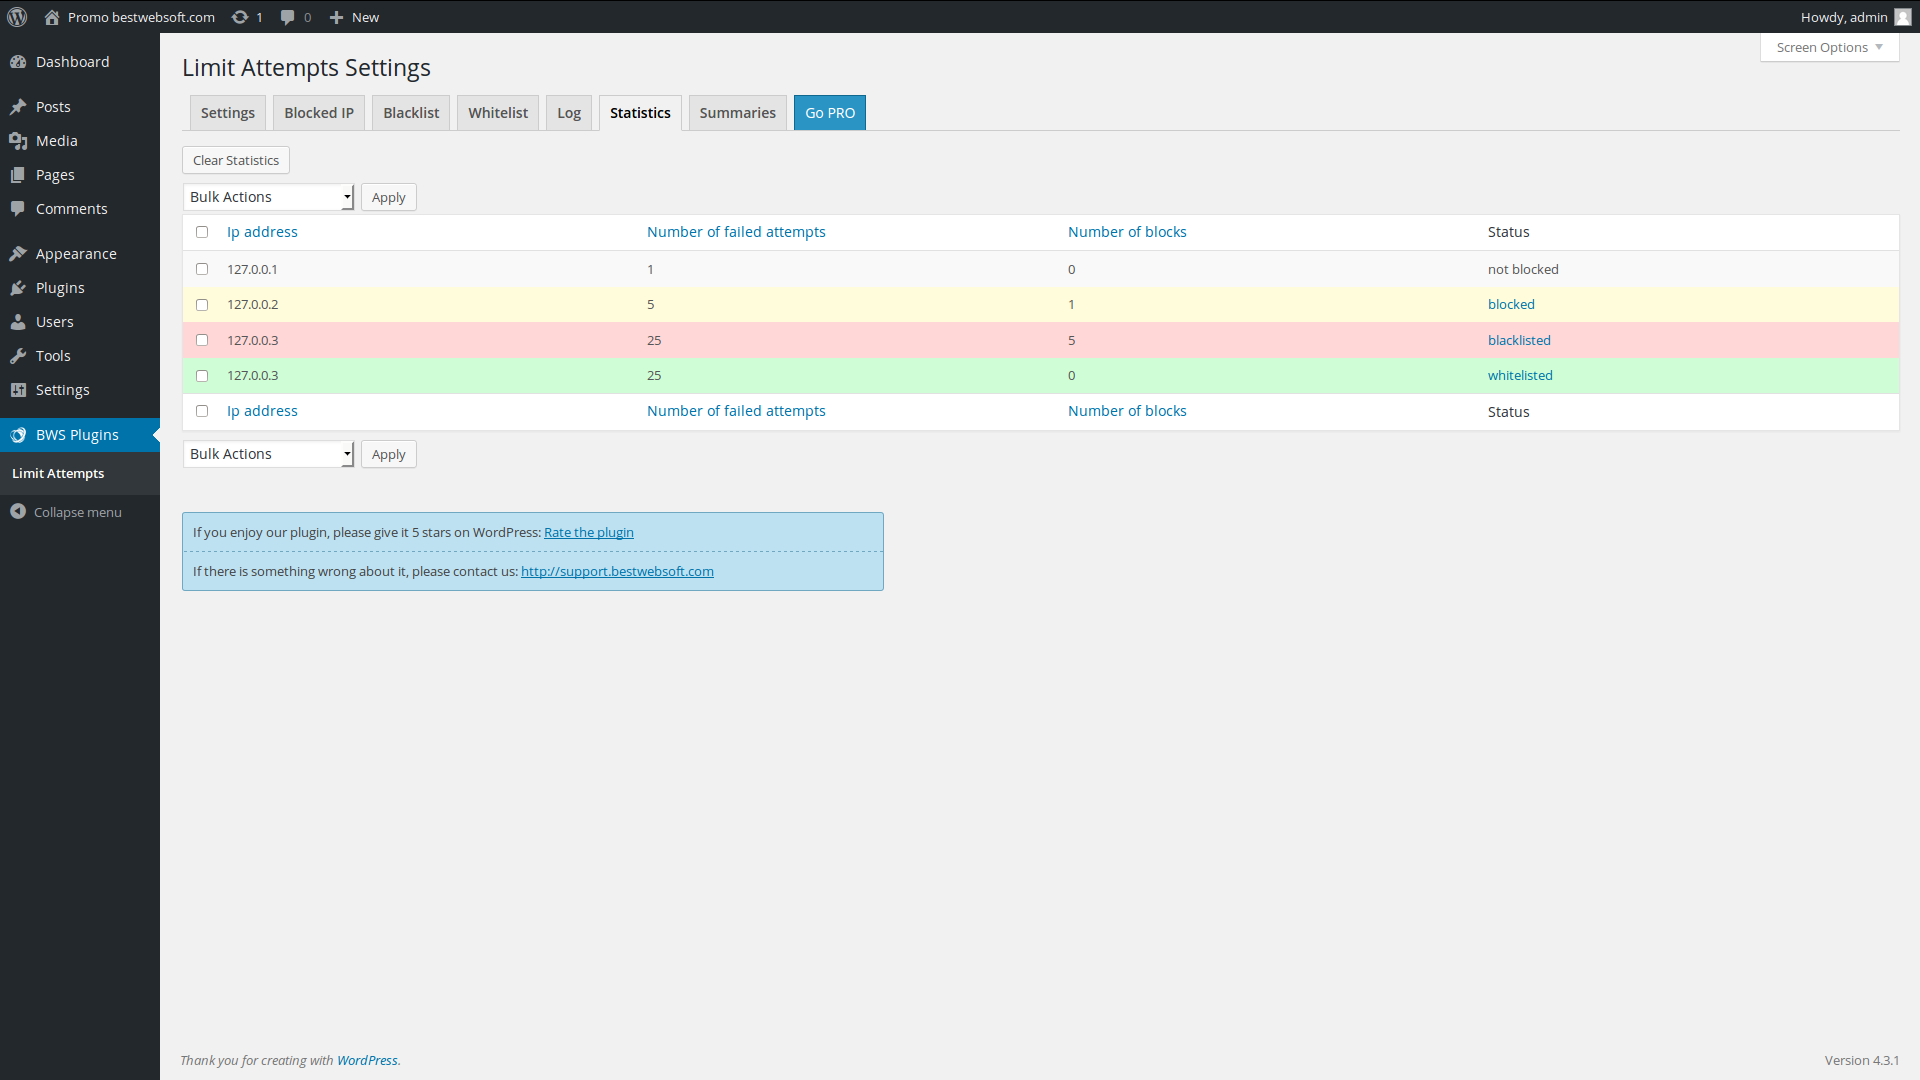 Promo bestwebsoft.com 1 0 New Howdy, admin
Screen Options
Dashboard
Posts
Media
Pages
Comments
Appearance
Plugins
Users
Tools
Settings
BWS Plugins
Limit Attempts
Collapse menu
Limit Attempts Settings
Settings Blocked IP Blacklist Whitelist Log Statistics Summaries Go PRO
Clear Statistics
Bulk Actions Apply
Ip address Number of failed attempts Number of blocks Status
127.0.0.1 1 0 not blocked
127.0.0.2 5 1 blocked
127.0.0.3 25 5 blacklisted
127.0.0.3 25 0 whitelisted
Ip address Number of failed attempts Number of blocks Status
Bulk Actions Apply
If you enjoy our plugin, please give it 5 stars on WordPress: Rate the plugin
If there is something wrong about it, please contact us: http://support.bestwebsoft.com
Thank you for creating with WordPress. Version 4.3.1